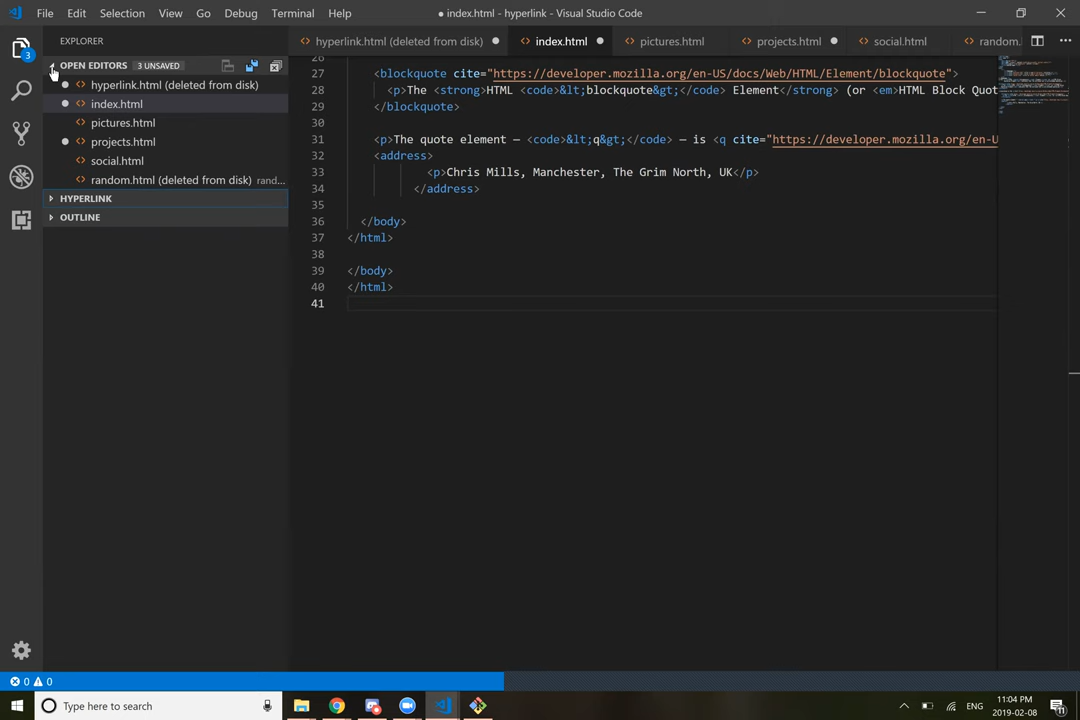 File Edit Selection View Go Debug Terminal Help
● index.html - hyperlink - Visual Studio Code
EXPLORER
hyperlink.html (deleted from disk) index.html pictures.html projects.html social.html random.
OPEN EDITORS 3 UNSAVED
hyperlink.html (deleted from disk)
index.html
pictures.html
projects.html
social.html
random.html (deleted from disk) rand...
HYPERLINK
OUTLINE
3
26
27 <blockquote cite="https://developer.mozilla.org/en-US/docs/Web/HTML/Element/blockquote">
28 <p>The <strong>HTML <code>&lt;blockquote&gt;</code> Element</strong> (or <em>HTML Block Quot
29 </blockquote>
30
31 <p>The quote element — <code>&lt;q&gt;</code> — is <q cite="https://developer.mozilla.org/en-U
32 <address>
33 <p>Chris Mills, Manchester, The Grim North, UK</p>
34 </address>
35
36 </body>
37 </html>
38
39 </body>
40 </html>
41
0 0
Type here to search
ENG
11:04 PM
2019-02-08
11